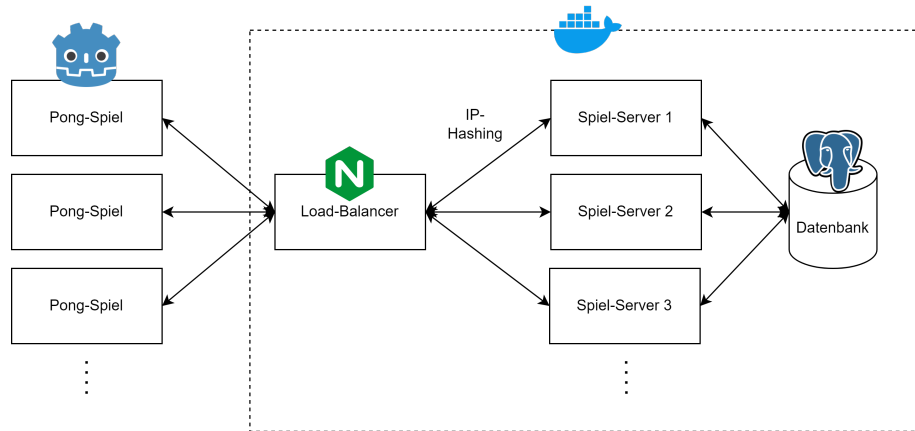 Pong-Spiel
Pong-Spiel
Pong-Spiel
Load-Balancer
IP-
Hashing
Spiel-Server 1
Spiel-Server 2
Spiel-Server 3
Datenbank